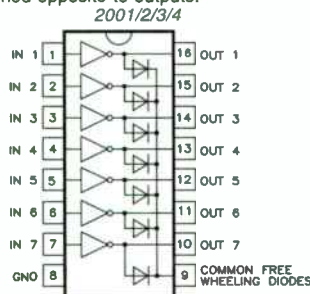 ned opposite to outputs.
2001/2/3/4
IN 1 1 16 OUT 1
IN 2 2 15 OUT 2
IN 3 3 14 OUT 3
IN 4 4 13 OUT 4
IN 5 5 12 OUT 5
IN 6 6 11 OUT 6
IN 7 7 10 OUT 7
GNO 8 9 COMMON FREE
WHEELING DIODES